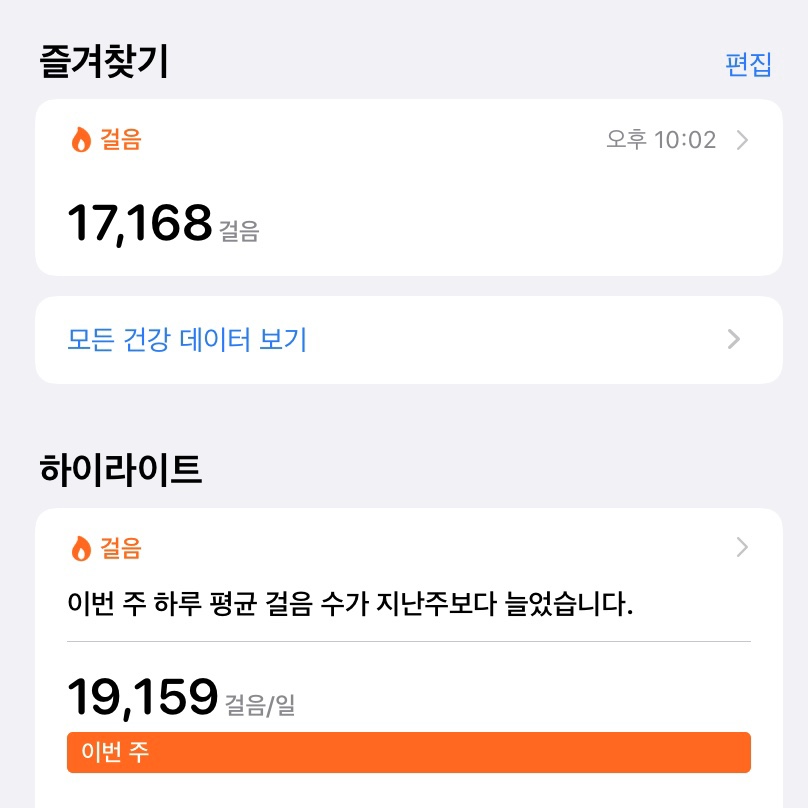 즐겨찾기
편집
걸음
오후 10:02
17,168 걸음
모든 건강 데이터 보기
하이라이트
걸음
이번 주 하루 평균 걸음 수가 지난주보다 늘었습니다.
19,159 걸음/일
이번 주